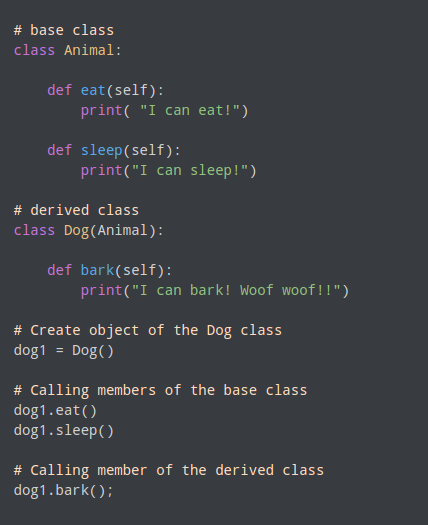 # base class
class Animal:

    def eat(self):
        print( "I can eat!")

    def sleep(self):
        print("I can sleep!")

# derived class
class Dog(Animal):

    def bark(self):
        print("I can bark! Woof woof!!")

# Create object of the Dog class
dog1 = Dog()

# Calling members of the base class
dog1.eat()
dog1.sleep()

# Calling member of the derived class
dog1.bark();